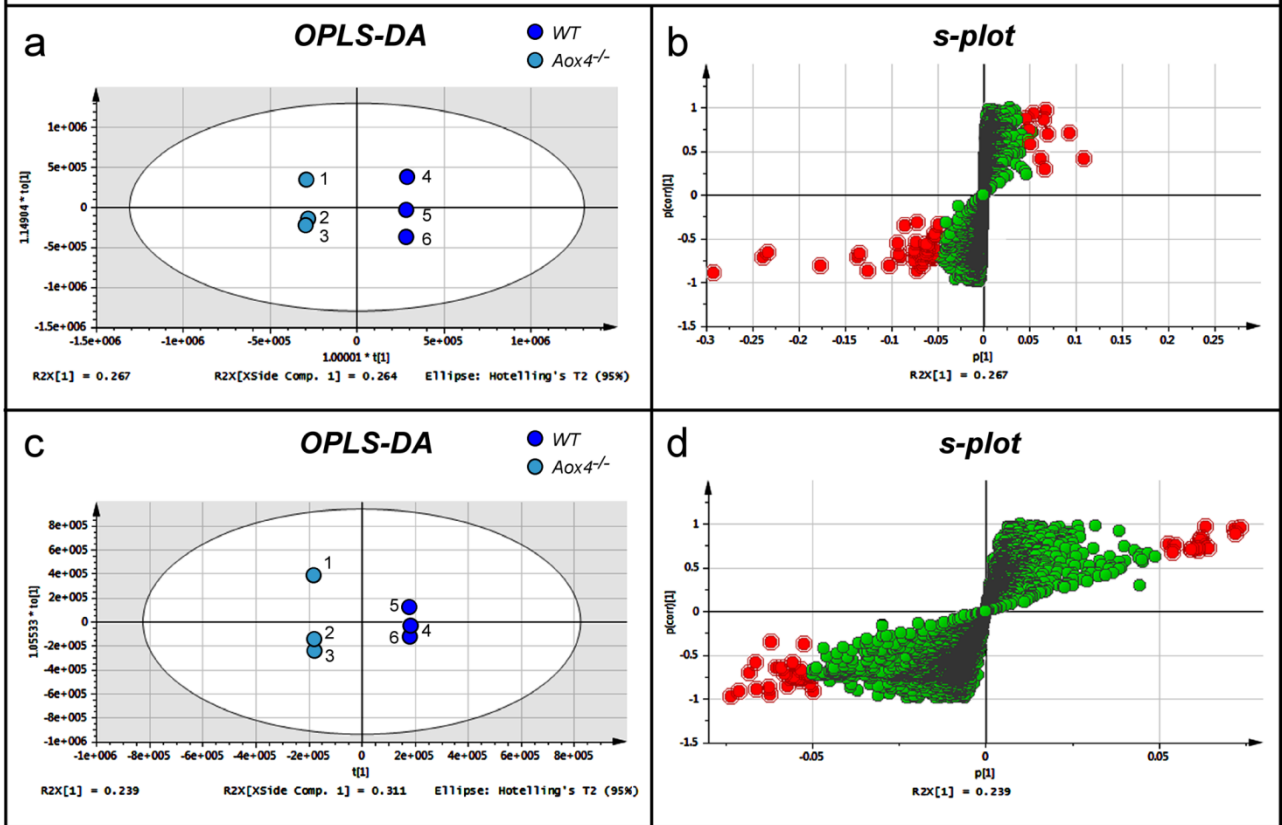 a
OPLS-DA
WT
Aox4-/-
1.14904 * to[1]
1e+006
5e+005
0
-5e+005
-1e+006
-1.5e+006
1
2
3
4
5
6
-1.5e+006 -1e+006 -5e+005 0 5e+005 1e+006
1.00001 * t[1]
R2X[1] = 0.267 R2X[XSide Comp. 1] = 0.264 Ellipse: Hotelling's T2 (95%)
b
s-plot
p(corr)[1]
1
0.5
0
-0.5
-1
-1.5
-0.3 -0.25 -0.2 -0.15 -0.1 -0.05 0 0.05 0.1 0.15 0.2 0.25
p[1]
R2X[1] = 0.267
c
OPLS-DA
WT
Aox4-/-
1.05533 * to[1]
8e+005
6e+005
4e+005
2e+005
0
-2e+005
-4e+005
-6e+005
-8e+005
-1e+006
1
2
3
5
4
6
-1e+006 -8e+005 -6e+005 -4e+005 -2e+005 0 2e+005 4e+005 6e+005 8e+005
t[1]
R2X[1] = 0.239 R2X[XSide Comp. 1] = 0.311 Ellipse: Hotelling's T2 (95%)
d
s-plot
p(corr)[1]
1
0.5
0
-0.5
-1
-1.5
-0.05 0 0.05
p[1]
R2X[1] = 0.239